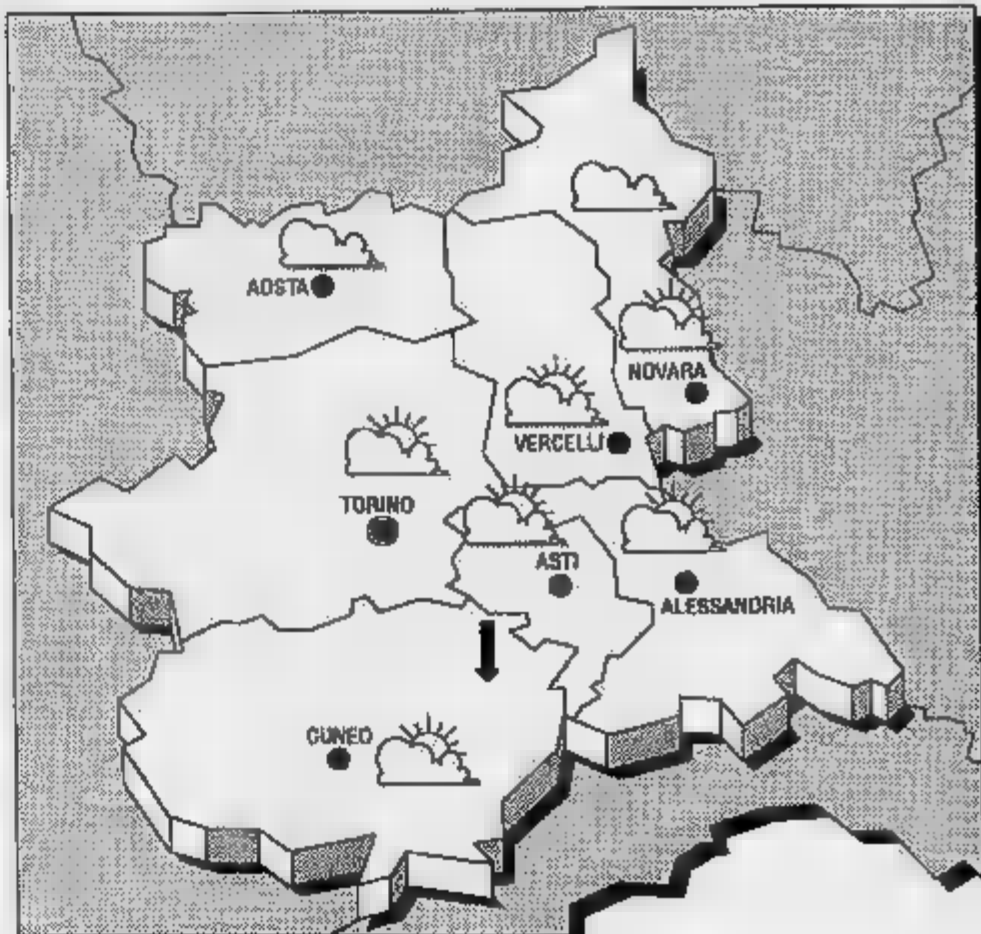 AOSTA
NOVARA
VERCELLI
TORINO
ASTI
ALESSANDRIA
CUNEO